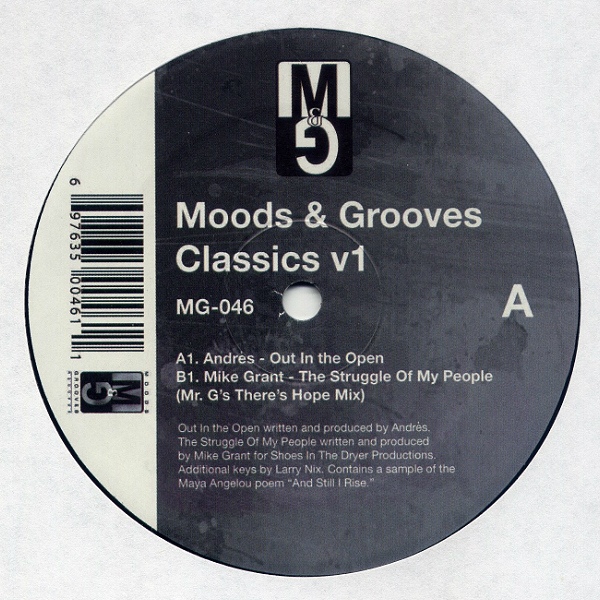 M
&
G
Moods & Grooves
Classics v1
MG-046
A
A1. Andrès - Out In the Open
B1. Mike Grant - The Struggle Of My People
(Mr. G's There's Hope Mix)
Out In the Open written and produced by Andrès.
The Struggle Of My People written and produced
by Mike Grant for Shoes In The Dryer Productions.
Additional keys by Larry Nix. Contains a sample of the
Maya Angelou poem "And Still I Rise."
6 97635 00461 1
M&G
MOODS
GROOVES